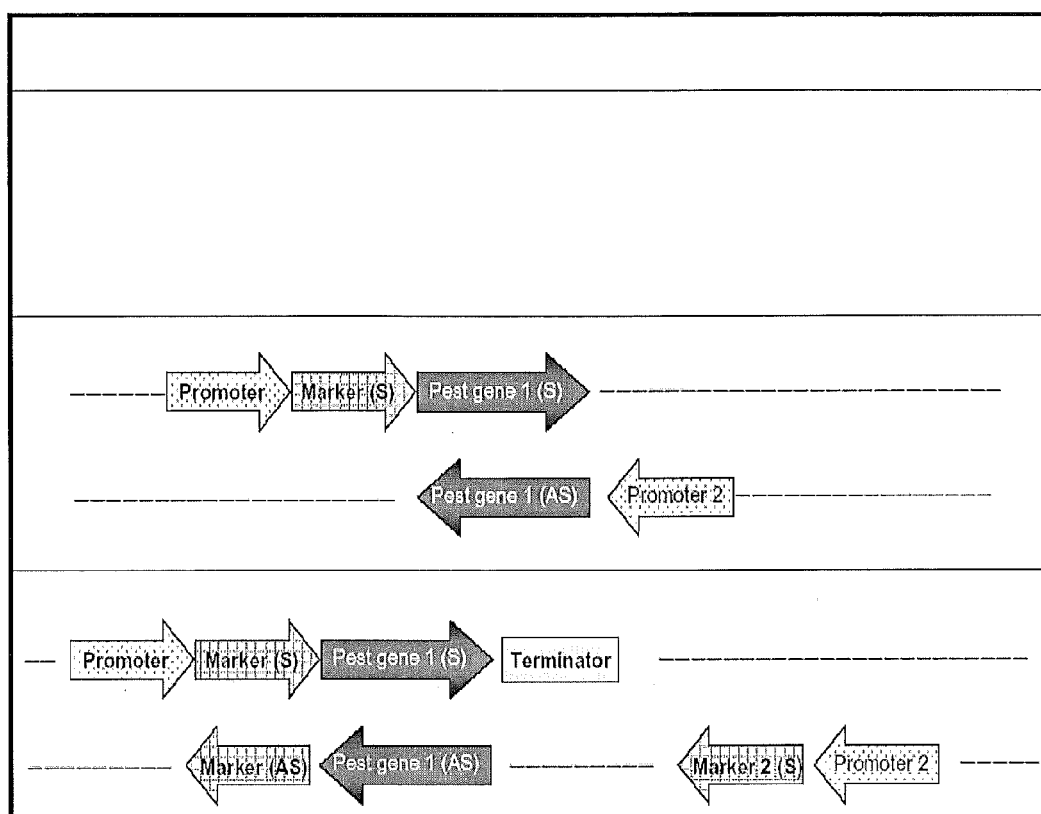 Promoter Marker (S) Pest gene 1 (S)
Pest gene 1 (AS) Promoter 2
Promoter Marker (S) Pest gene 1 (S) Terminator
Marker (AS) Pest gene 1 (AS) Marker 2 (S) Promoter 2